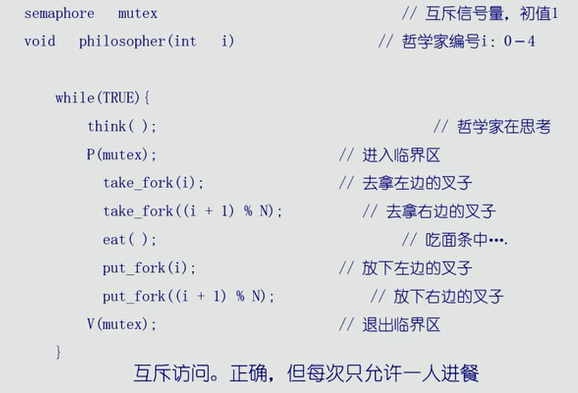 semaphore mutex // 互斥信号量，初值1
void philosopher(int i) // 哲学家编号i: 0－4
while(TRUE){
think( ); // 哲学家在思考
P(mutex); // 进入临界区
take_fork(i); // 去拿左边的叉子
take_fork((i + 1) % N); // 去拿右边的叉子
eat( ); // 吃面条中….
put_fork(i); // 放下左边的叉子
put_fork((i + 1) % N); // 放下右边的叉子
V(mutex); // 退出临界区
}
互斥访问。正确，但每次只允许一人进餐